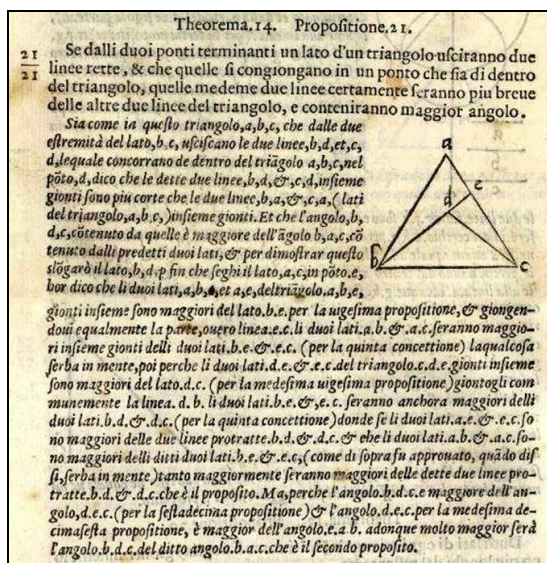 Theorema.14. Propositione.21.
21
21
Se dalli duoi ponti terminanti un lato d'un triangolo usciranno due
linee rette, & che quelle si congiongano in un ponto che sia di dentro
del triangolo, quelle medeme due linee certamente seranno piu breue
delle altre due linee del triangolo, e conteniranno maggior angolo.
Sia come in questo triangolo,a,b,c, che dalle due
estremità del lato,b,c, usciscano le due linee,b,d,et,c,
d,lequale concorrano de dentro del triãgolo a,b,c,nel
põto,d,dico che le dette due linee,b,d,&,c,d,insieme
gionti sono piu corte che le due linee,b,a,&,c,a,(lati
del triangolo,a,b,c,)insieme gionti. Et che l'angolo,b,
d,c,cõtenuto da quelle è maggiore dell'ãgolo b,a,c,cõ
tenuto dalli predetti duoi lati,& per dimostrar questo
slõgarò il lato,b,d,p fin che seghi il lato,a,c,in põto.e,
hor dico che li duoi lati,a,b, et a,e,del triãgolo.a,b,e,
gionti insieme sono maggiori del lato.b.e.per la uigesima propositione,& giongen-
doui equalmente la parte,ouero linea.e.c.li duoi lati.a.b.&.a.c.seranno maggio-
ri insieme gionti delli duoi lati.b.e.&.e.c. (per la quinta concettione) laqualcosa
serba in mente,poi perche li duoi lati.d.e.&.e.c.del triangolo.c.d.e.gionti insieme
sono maggiori del lato.d.c. (per la medesima uigesima propositione)giontogli com
munemente la linea. d. b. li duoi lati.b.e.&,e.c. seranno anchora maggiori delli
duoi lati.b.d.&.d.c. (per la quinta concettione) donde se li duoi lati.a.e.&.e.c.so
no maggiori delle due linee protratte.b.d.&.d.c.& che li duoi lati.a.b.&.a.c.so-
no maggiori delli ditti duoi lati.b.e.&.e.c,(come di sopra fu approuato, quãdo dis
si,serba in mente)tanto maggiormente seranno maggiori delle dette due linee pro-
tratte.b.d.&.d.c.che è il proposito.Ma,perche l'angolo.b.d.c.e maggiore dell'an-
golo,d.e.c.(per la sestadecima propositione)& l'angolo.d.e.c.per la medesima de-
cimasesta propositione, è maggior dell'angolo.e.a b. adonque molto maggior serà
l'angolo.b.d.c.del ditto angolo.b.a.c.che è il secondo proposito.
a
e
d
b
c